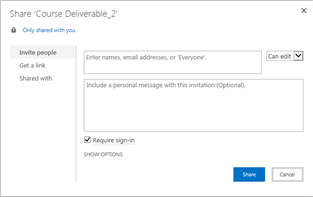 Share 'Course Deliverable_2'
Only shared with you
Invite people
Get a link
Shared with
Enter names, email addresses, or 'Everyone'.
Can edit
Include a personal message with this invitation (Optional).
Require sign-in
SHOW OPTIONS
Share
Cancel